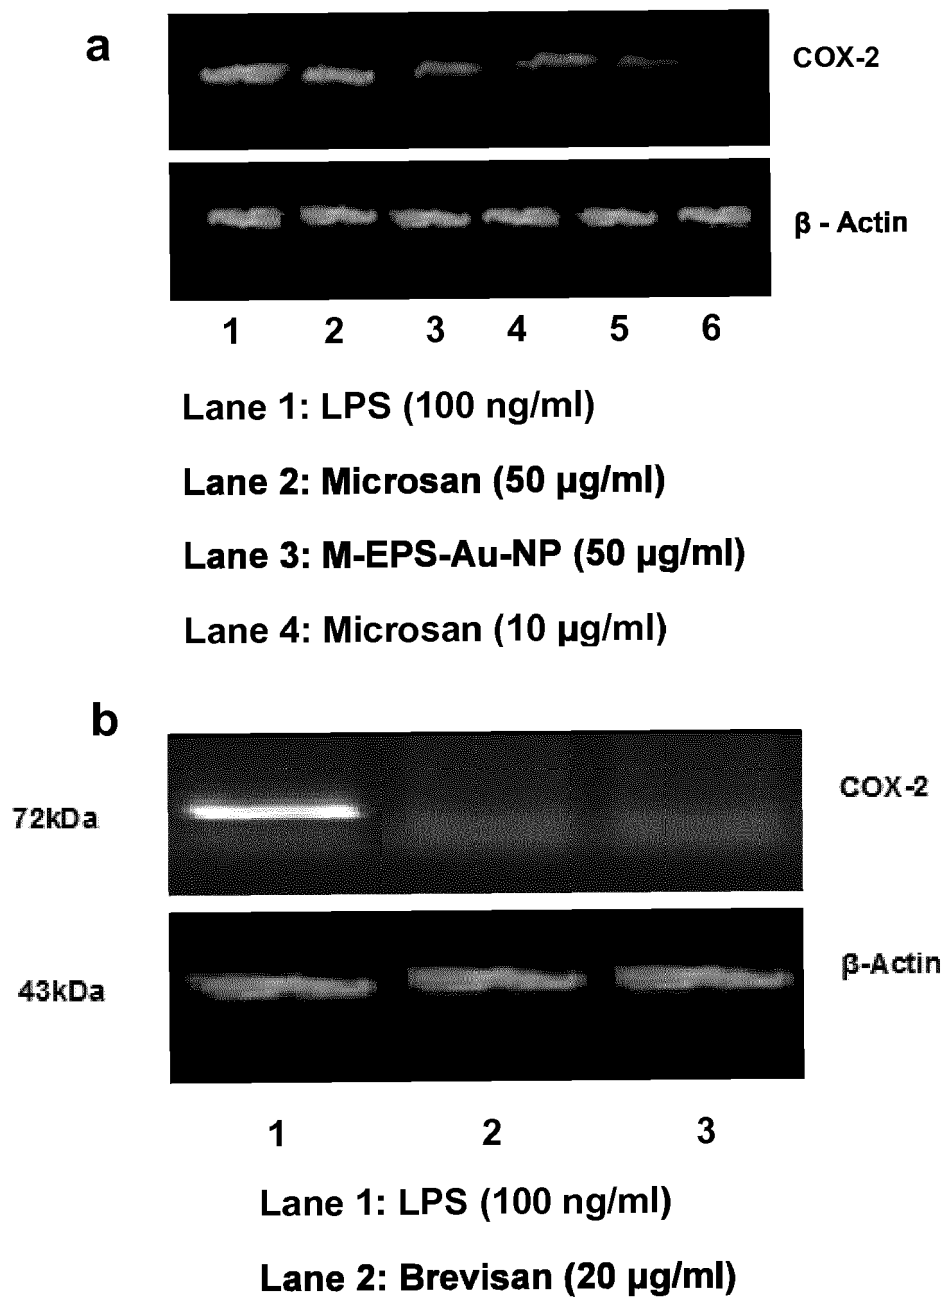 a
COX-2
β - Actin
1 2 3 4 5 6
Lane 1: LPS (100 ng/ml)
Lane 2: Microsan (50 μg/ml)
Lane 3: M-EPS-Au-NP (50 μg/ml)
Lane 4: Microsan (10 μg/ml)
b
COX-2
72kDa
β-Actin
43kDa
1 2 3
Lane 1: LPS (100 ng/ml)
Lane 2: Brevisan (20 μg/ml)